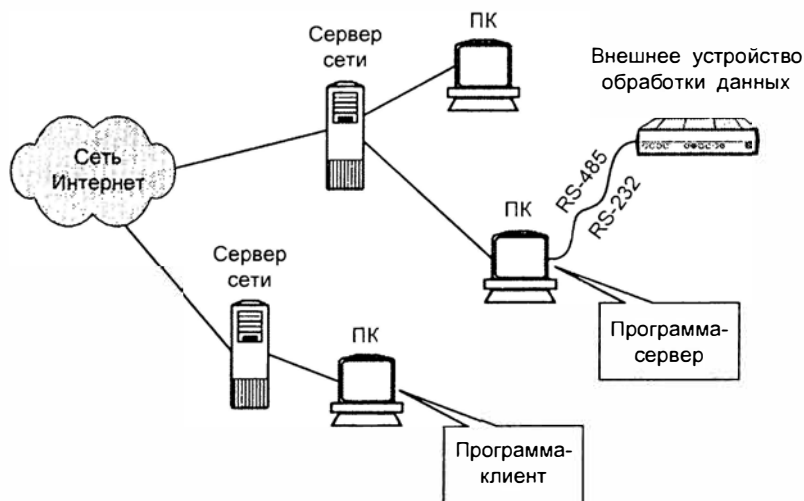 ПК
Сервер
сети
Внешнее устройство
обработки данных
Сеть
Интернет
RS-485
RS-232
ПК
Сервер
сети
Программа-
сервер
ПК
Программа-
клиент